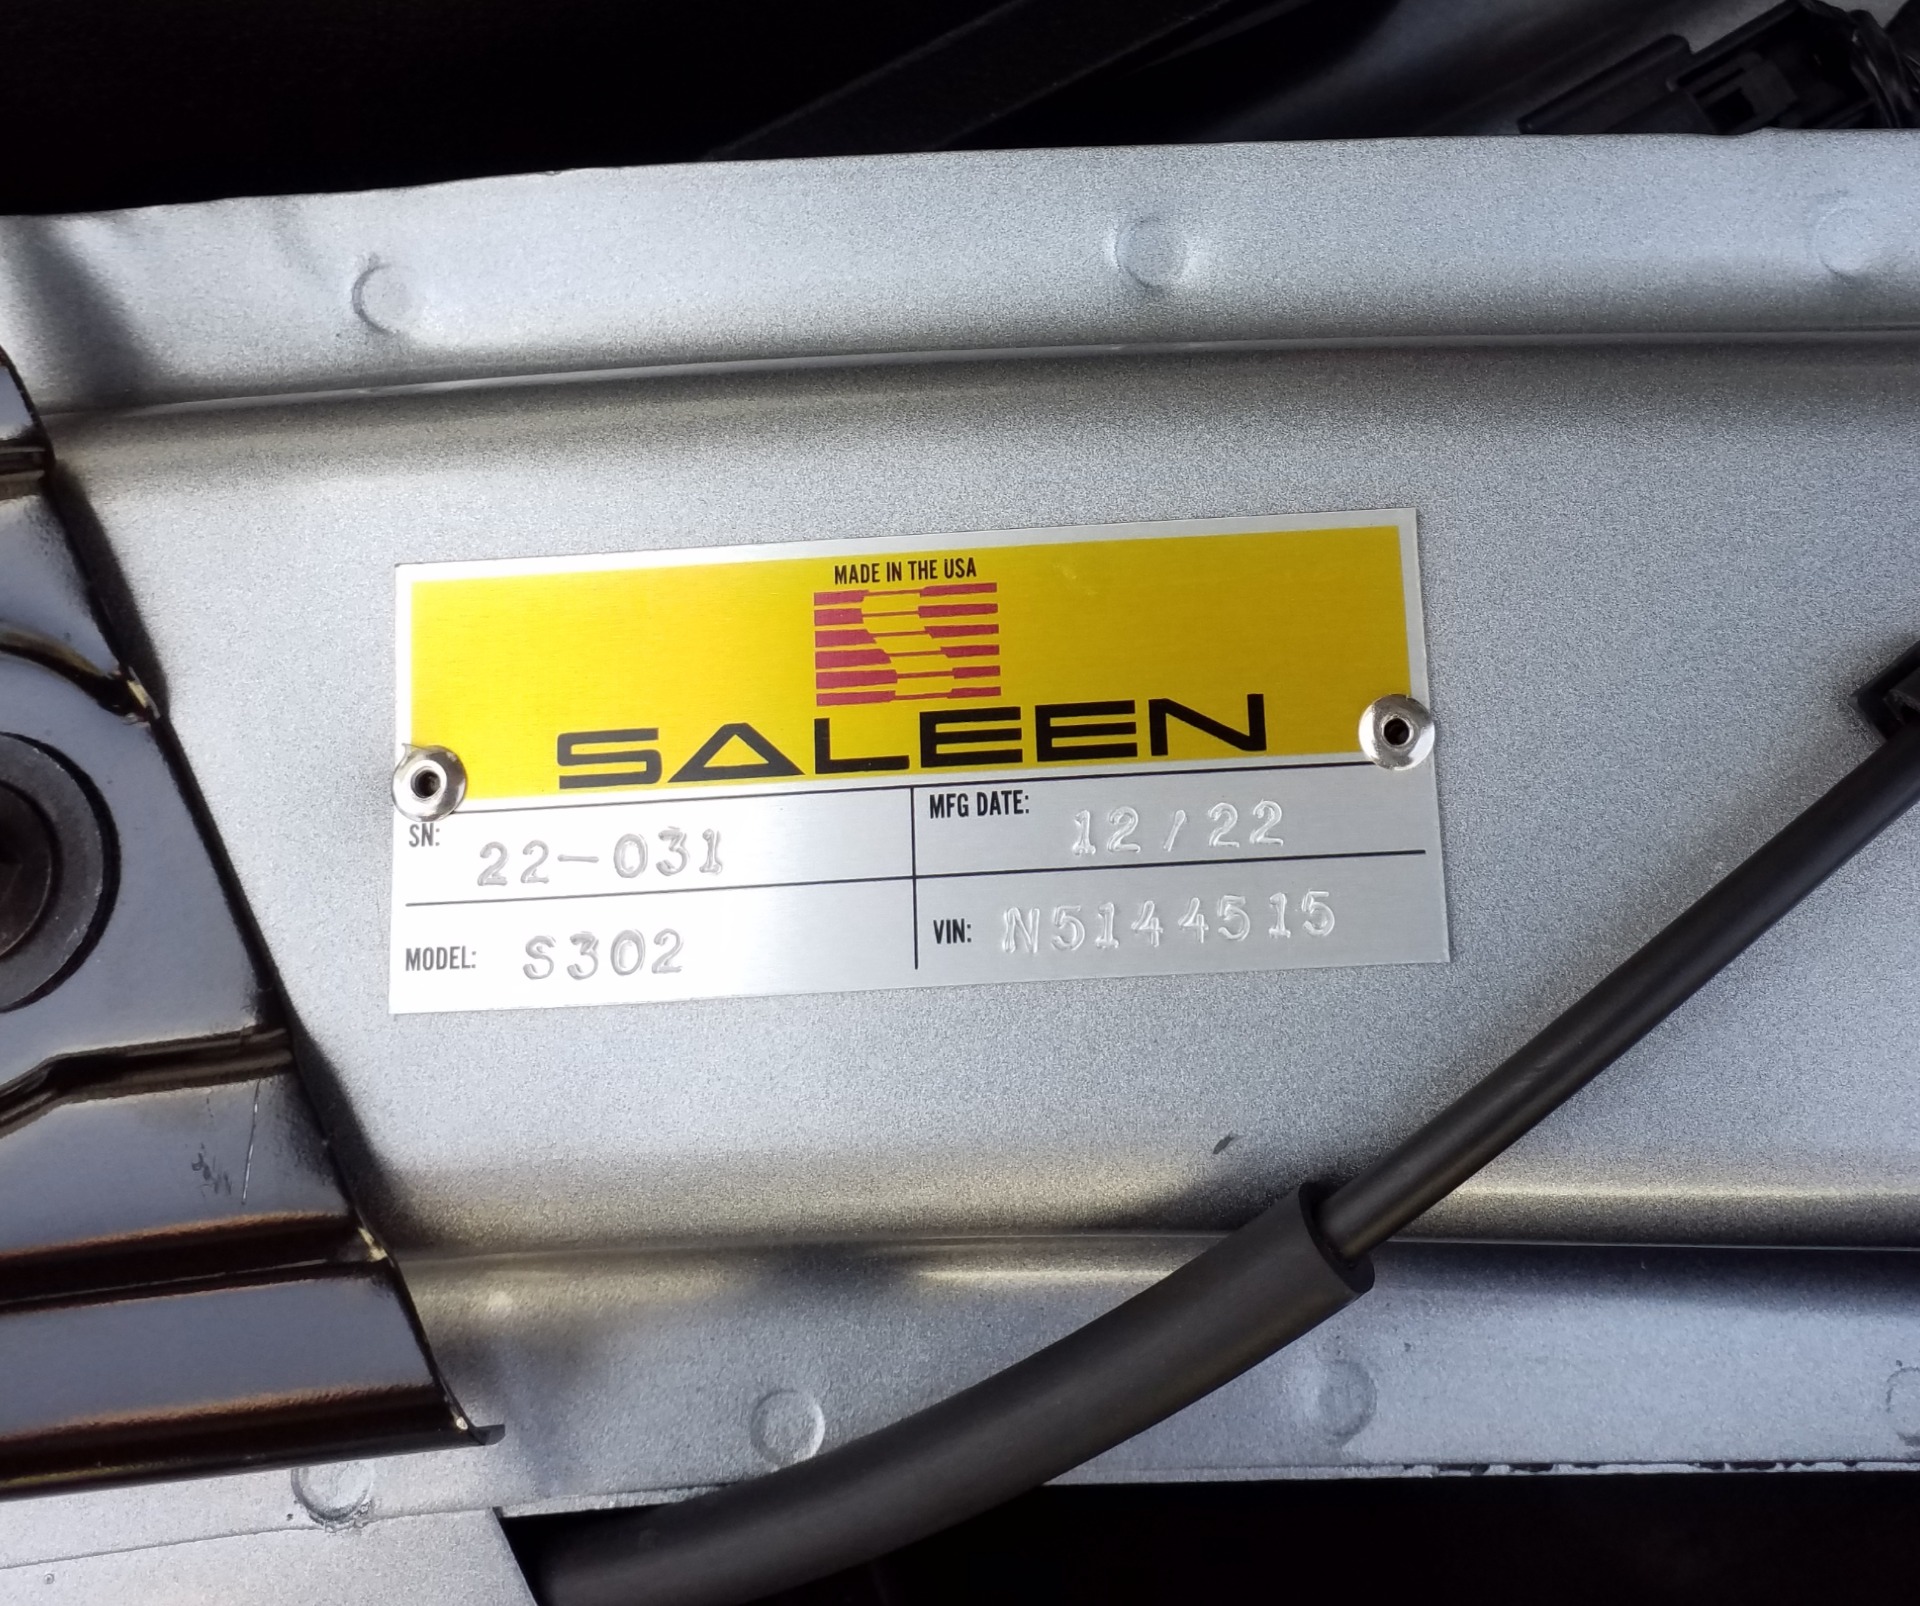 MADE IN THE USA
SALEEN
SN: 22-031
MFG DATE: 12/22
MODEL: S302
VIN: N5144515